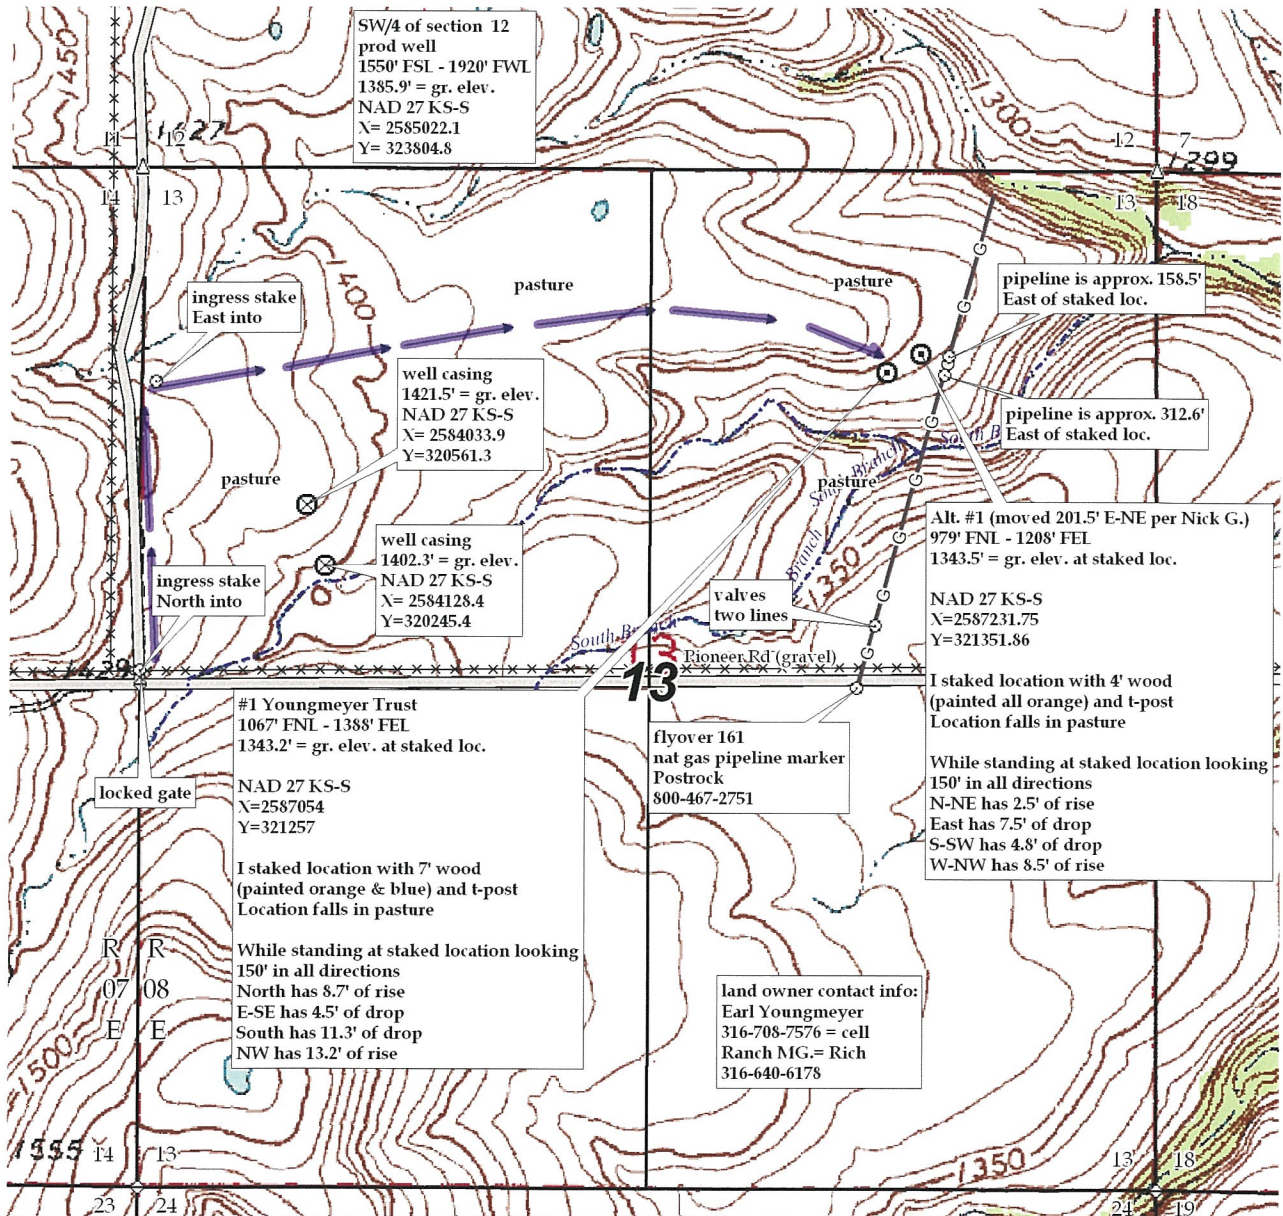 SW/4 of section 12
prod well
1550' FSL - 1920' FWL
1385.9' = gr. elev.
NAD 27 KS-S
X= 2585022.1
Y= 323804.8
1450
1300
1427
11 12
12 7
1299
14 13
13 18
ingress stake
East into
1400
pasture
pasture
pipeline is approx. 158.5'
East of staked loc.
G
G
G
well casing
1421.5' = gr. elev.
NAD 27 KS-S
X= 2584033.9
Y=320561.3
pipeline is approx. 312.6'
East of staked loc.
G
South B
South Branch
pasture
pasture
G
well casing
1402.3' = gr. elev.
NAD 27 KS-S
X= 2584128.4
Y=320245.4
Alt. #1 (moved 201.5' E-NE per Nick G.)
979' FNL - 1208' FEL
1343.5' = gr. elev. at staked loc.
NAD 27 KS-S
X=2587231.75
Y=321351.86
I staked location with 4' wood
(painted all orange) and t-post
Location falls in pasture
While standing at staked location looking
150' in all directions
N-NE has 2.5' of rise
East has 7.5' of drop
S-SW has 4.8' of drop
W-NW has 8.5' of rise
G
Branch
1350
ingress stake
North into
valves
two lines
G
South Branch
13
Pioneer Rd (gravel)
G
1429
13
#1 Youngmeyer Trust
1067' FNL - 1388' FEL
1343.2' = gr. elev. at staked loc.
NAD 27 KS-S
X=2587054
Y=321257
I staked location with 7' wood
(painted orange & blue) and t-post
Location falls in pasture
While standing at staked location looking
150' in all directions
North has 8.7' of rise
E-SE has 4.5' of drop
South has 11.3' of drop
NW has 13.2' of rise
flyover 161
nat gas pipeline marker
Postrock
800-467-2751
locked gate
R R
07 08
E E
land owner contact info:
Earl Youngmeyer
316-708-7576 = cell
Ranch MG.= Rich
316-640-6178
1500
1555
14 13
1350
13 18
23 24
24 19